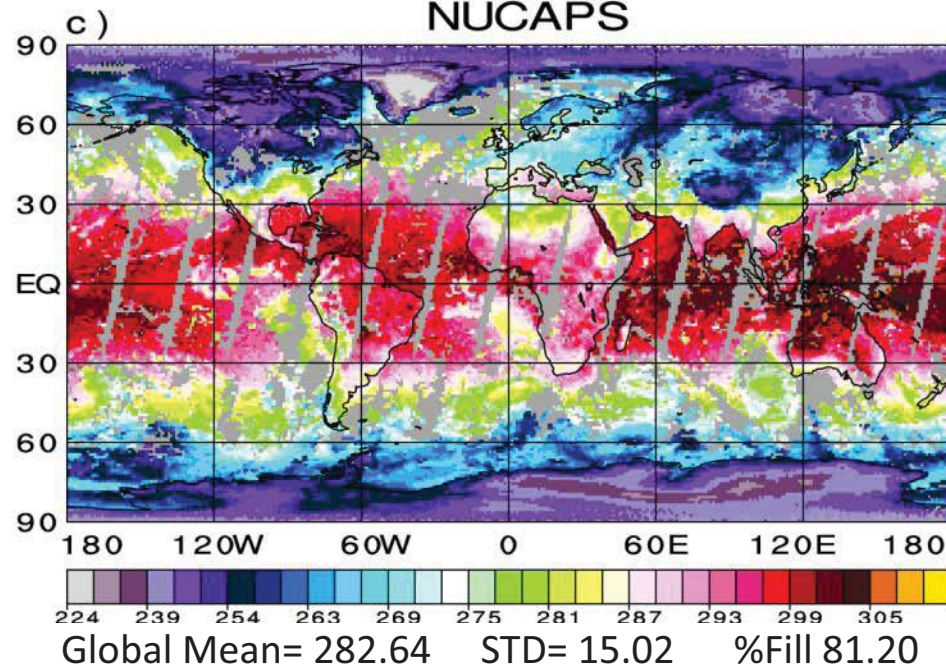 c)
NUCAPS
90
60
30
EQ
30
60
90
180 120W 60W 0 60E 120E 180
224 239 254 263 269 275 281 287 293 299 305
Global Mean= 282.64 STD= 15.02 %Fill 81.20